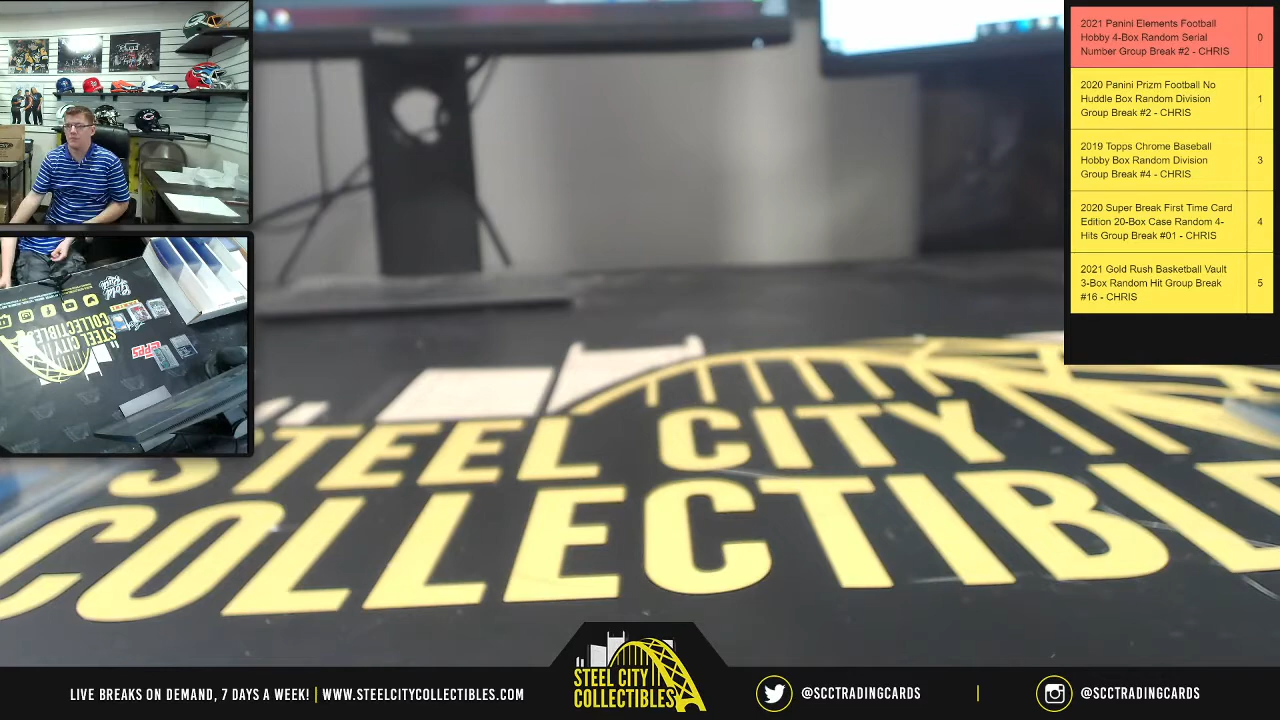 2021 Panini Elements Football
Hobby 4-Box Random Serial
Number Group Break #2 - CHRIS
0
2020 Panini Prizm Football No
Huddle Box Random Division
Group Break #2 - CHRIS
1
2019 Topps Chrome Baseball
Hobby Box Random Division
Group Break #4 - CHRIS
3
2020 Super Break First Time Card
Edition 20-Box Case Random 4-
Hits Group Break #01 - CHRIS
4
2021 Gold Rush Basketball Vault
3-Box Random Hit Group Break
#16 - CHRIS
5
STEEL CITY
COLLECTIBLE
STEEL CITY
COLLECTIBLES
topps
LIVE BREAKS ON DEMAND, 7 DAYS A WEEK! | WWW.STEELCITYCOLLECTIBLES.COM
STEEL CITY
COLLECTIBLES
@SCCTRADINGCARDS | @SCCTRADINGCARDS